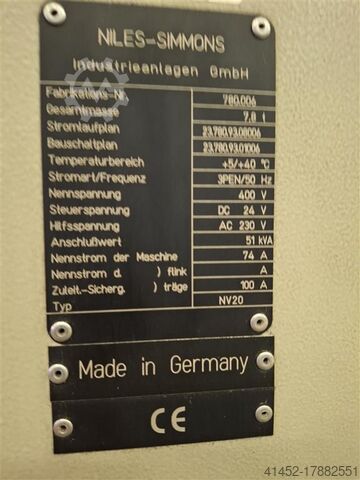 NILES-SIMMONS
Industrieanlagen GmbH
Fabrikations-Nr. 780.006
Gesamtmasse 7,8 t
Stromlaufplan 23.780.93.08006
Bauschaltplan 23.780.93.01006
Temperaturbereich +5/+40 °C
Stromart/Frequenz 3PEN/50 Hz
Nennspannung 400 V
Steuerspannung DC 24 V
Hilfsspannung AC 230 V
Anschlußwert 51 kVA
Nennstrom der Maschine 74 A
Nennstrom d. ) flink A
Zuleit.-Sicherg. ) träge 100 A
Typ NV20
Made in Germany
CE
41452-17882551